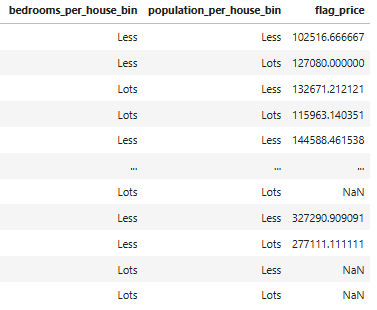 bedrooms_per_house_bin population_per_house_bin flag_price
Less Less 102516.666667
Less Lots 127080.000000
Lots Less 132671.212121
Lots Lots 115963.140351
Less Less 144588.461538
... ... ...
Lots Lots NaN
Less Less 327290.909091
Less Lots 277111.111111
Lots Less NaN
Lots Lots NaN